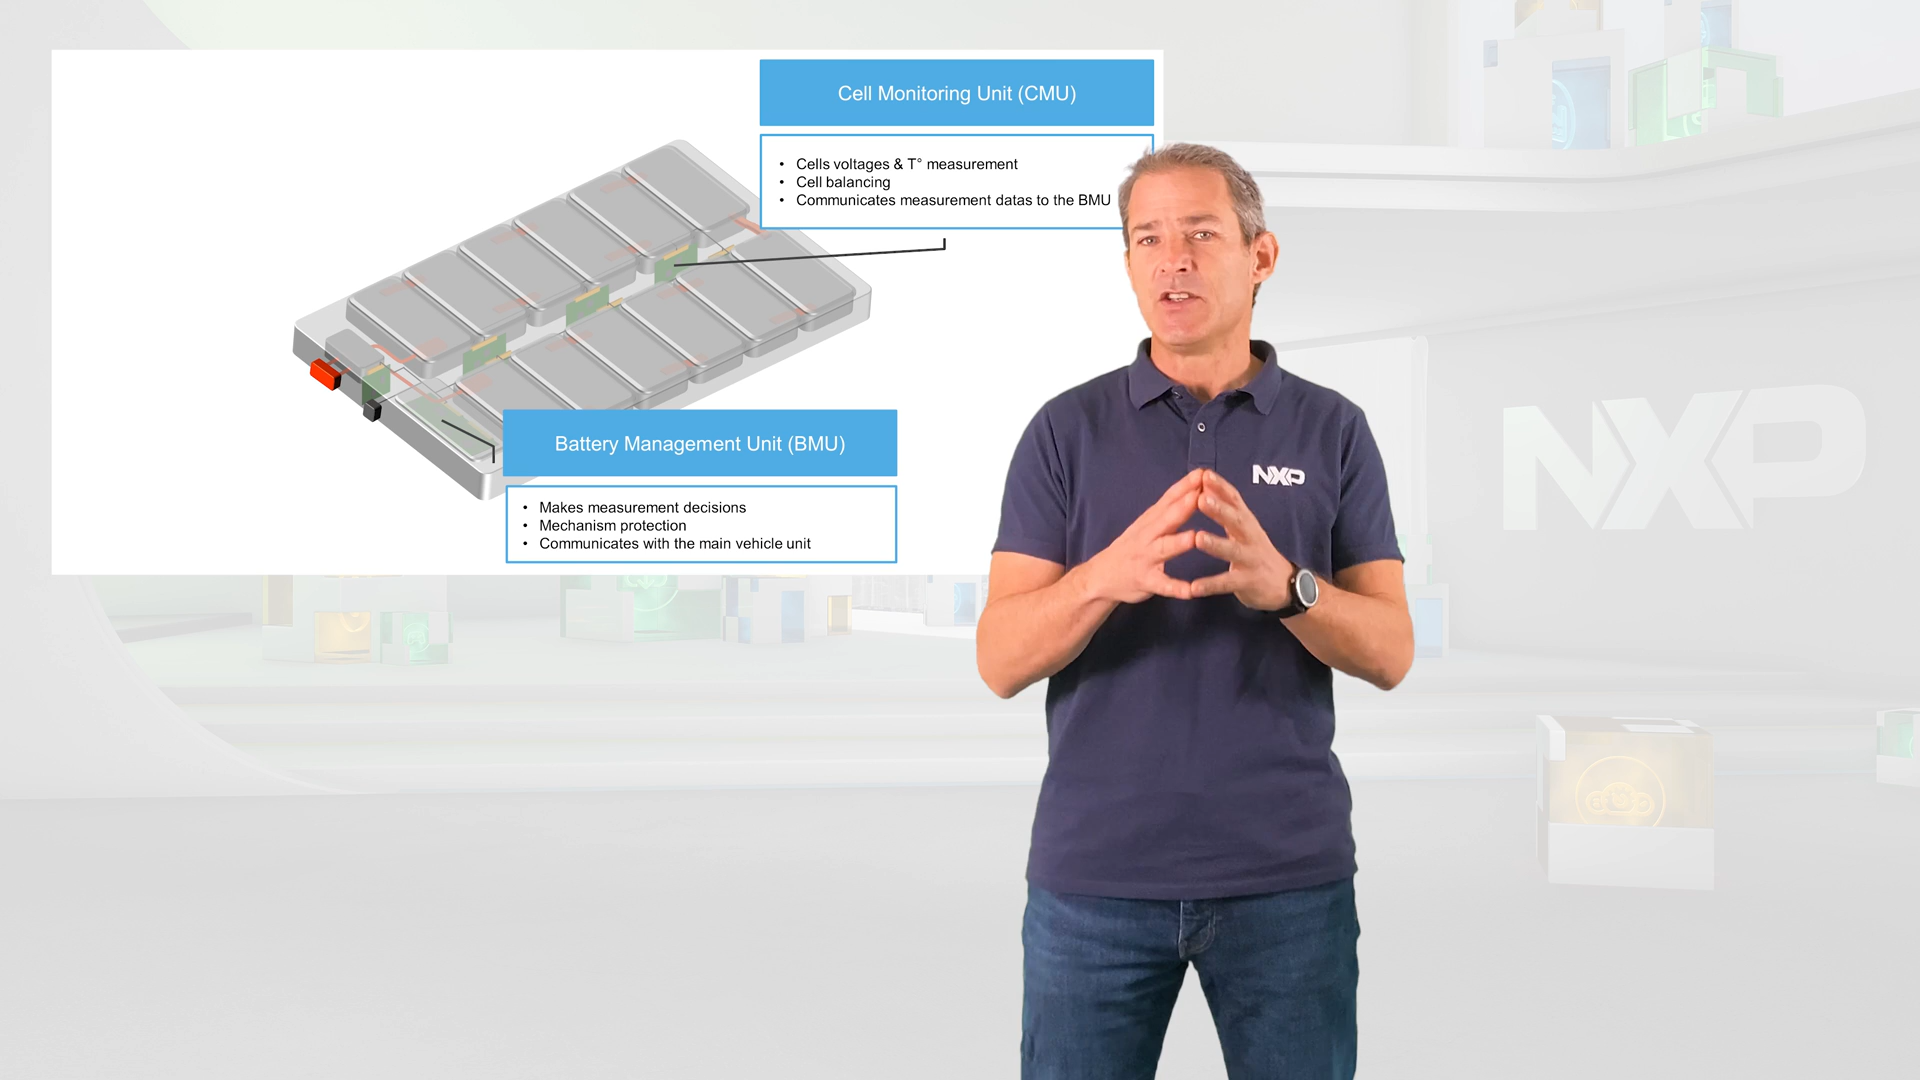 Cell Monitoring Unit (CMU)
• Cells voltages & T° measurement
• Cell balancing
• Communicates measurement datas to the BMU
Battery Management Unit (BMU)
• Makes measurement decisions
• Mechanism protection
• Communicates with the main vehicle unit
NXP
NXP